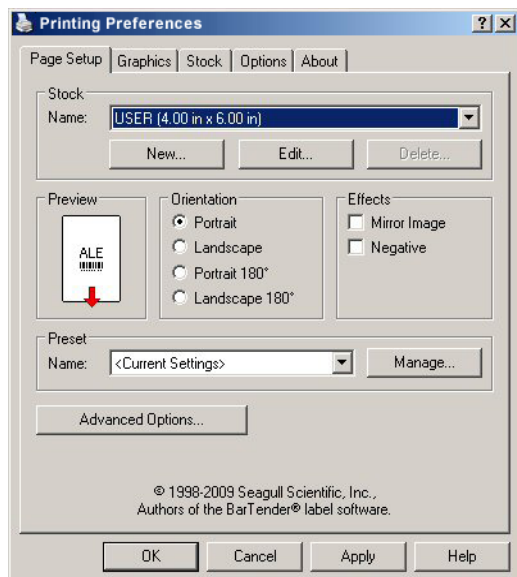 Printing Preferences
Page Setup Graphics Stock Options About
Stock
Name: USER (4.00 in x 6.00 in)
New... Edit... Delete...
Preview
ALE
Orientation
Portrait
Landscape
Portrait 180°
Landscape 180°
Effects
Mirror Image
Negative
Preset
Name: <Current Settings> Manage...
Advanced Options...
© 1998-2009 Seagull Scientific, Inc.,
Authors of the BarTender® label software.
OK Cancel Apply Help